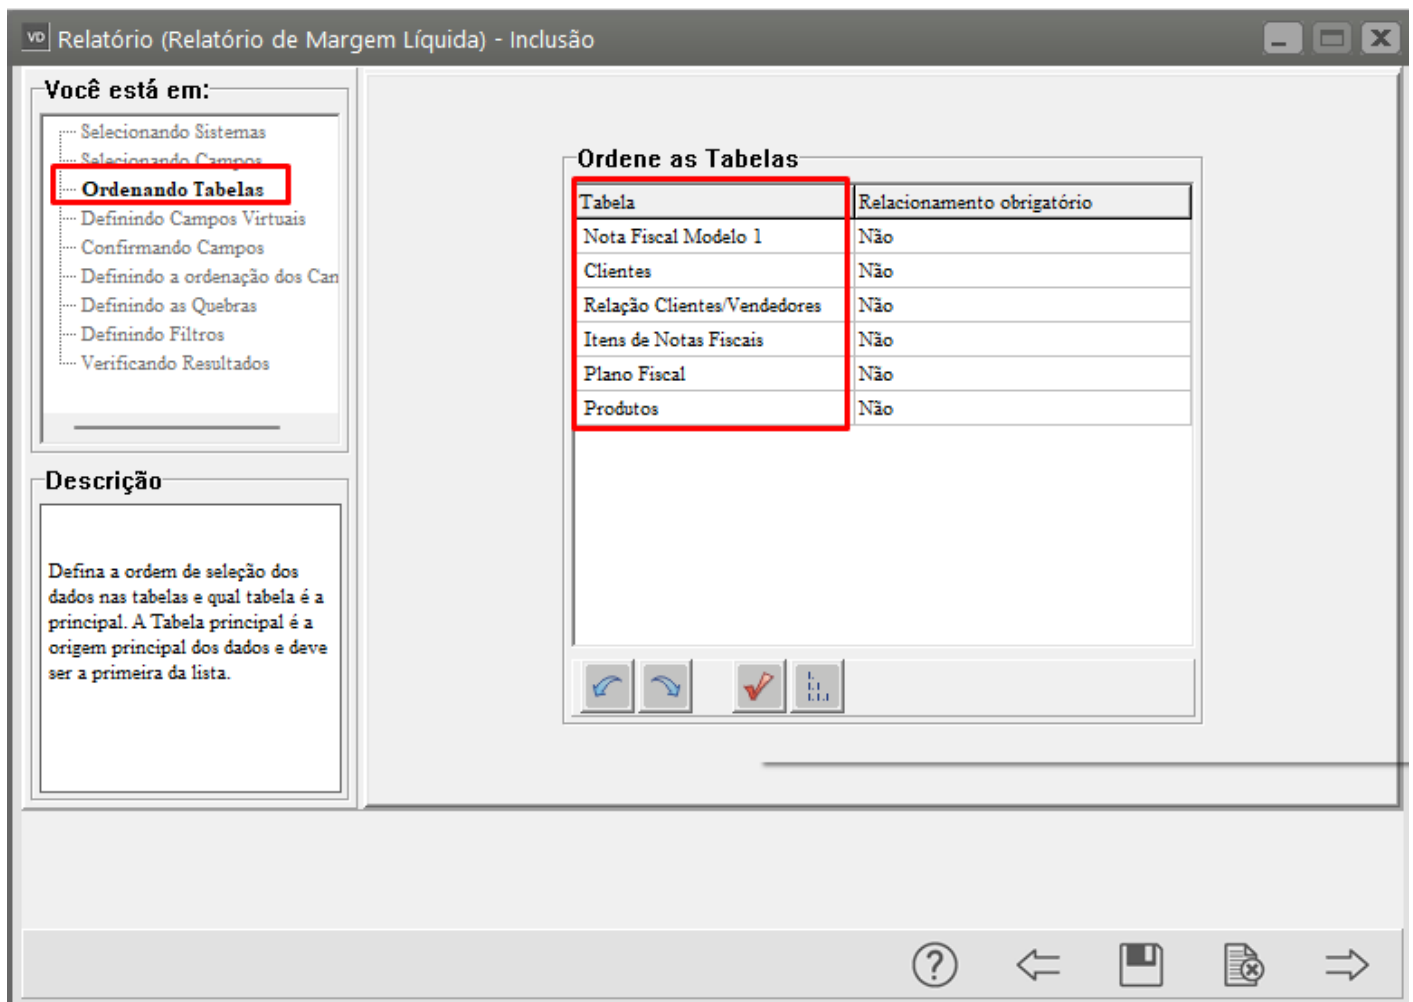 VD Relatório (Relatório de Margem Líquida) - Inclusão
Você está em:
Selecionando Sistemas
Selecionando Campos
Ordenando Tabelas
Definindo Campos Virtuais
Confirmando Campos
Definindo a ordenação dos Can
Definindo as Quebras
Definindo Filtros
Verificando Resultados
Descrição
Defina a ordem de seleção dos
dados nas tabelas e qual tabela é a
principal. A Tabela principal é a
origem principal dos dados e deve
ser a primeira da lista.
Ordene as Tabelas
Tabela Relacionamento obrigatório
Nota Fiscal Modelo 1 Não
Clientes Não
Relação Clientes/Vendedores Não
Itens de Notas Fiscais Não
Plano Fiscal Não
Produtos Não